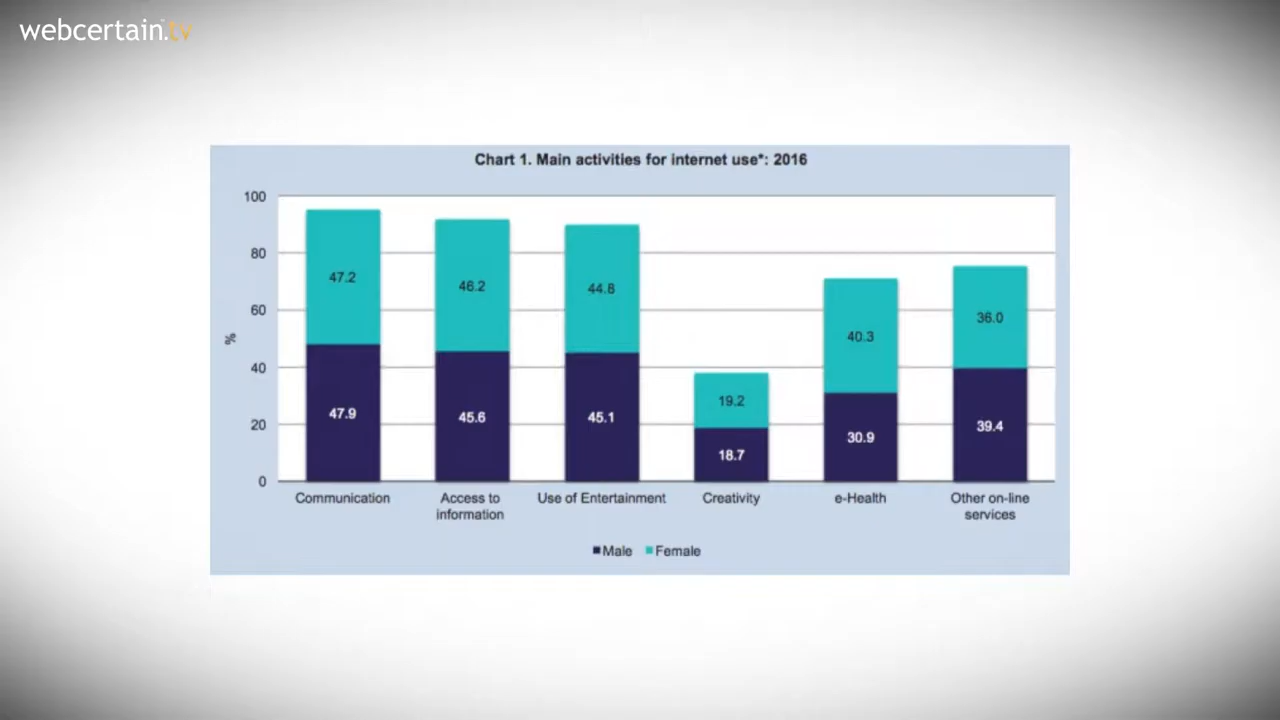 webcertain.tv
Chart 1. Main activities for internet use*: 2016
100
80
60
40
20
0
%
47.2
46.2
44.8
19.2
40.3
36.0
47.9
45.6
45.1
18.7
30.9
39.4
Communication
Access to
information
Use of Entertainment
Creativity
e-Health
Other on-line
services
Male Female